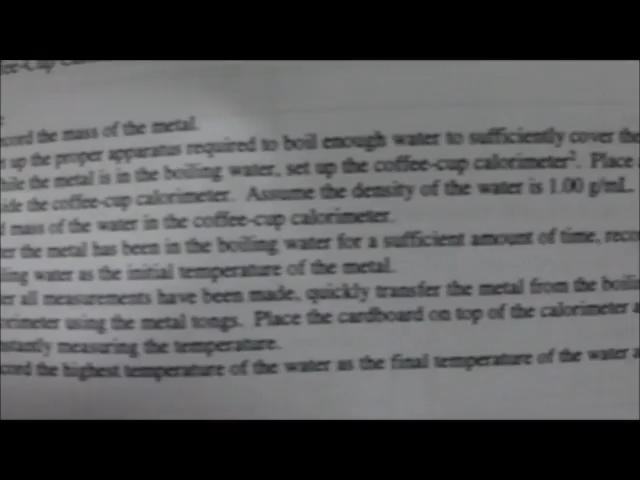 ee-Cup Ca
cord the mass of the metal.
t up the proper apparatus required to boil enough water to sufficiently cover the
hile the metal is in the boiling water, set up the coffee-cup calorimeter². Place
ide the coffee-cup calorimeter. Assume the density of the water is 1.00 g/mL.
d mass of the water in the coffee-cup calorimeter.
er the metal has been in the boiling water for a sufficient amount of time, reco
ling water as the initial temperature of the metal.
er all measurements have been made, quickly transfer the metal from the boili
orimeter using the metal tongs. Place the cardboard on top of the calorimeter a
nstantly measuring the temperature.
cord the highest temperature of the water as the final temperature of the water a